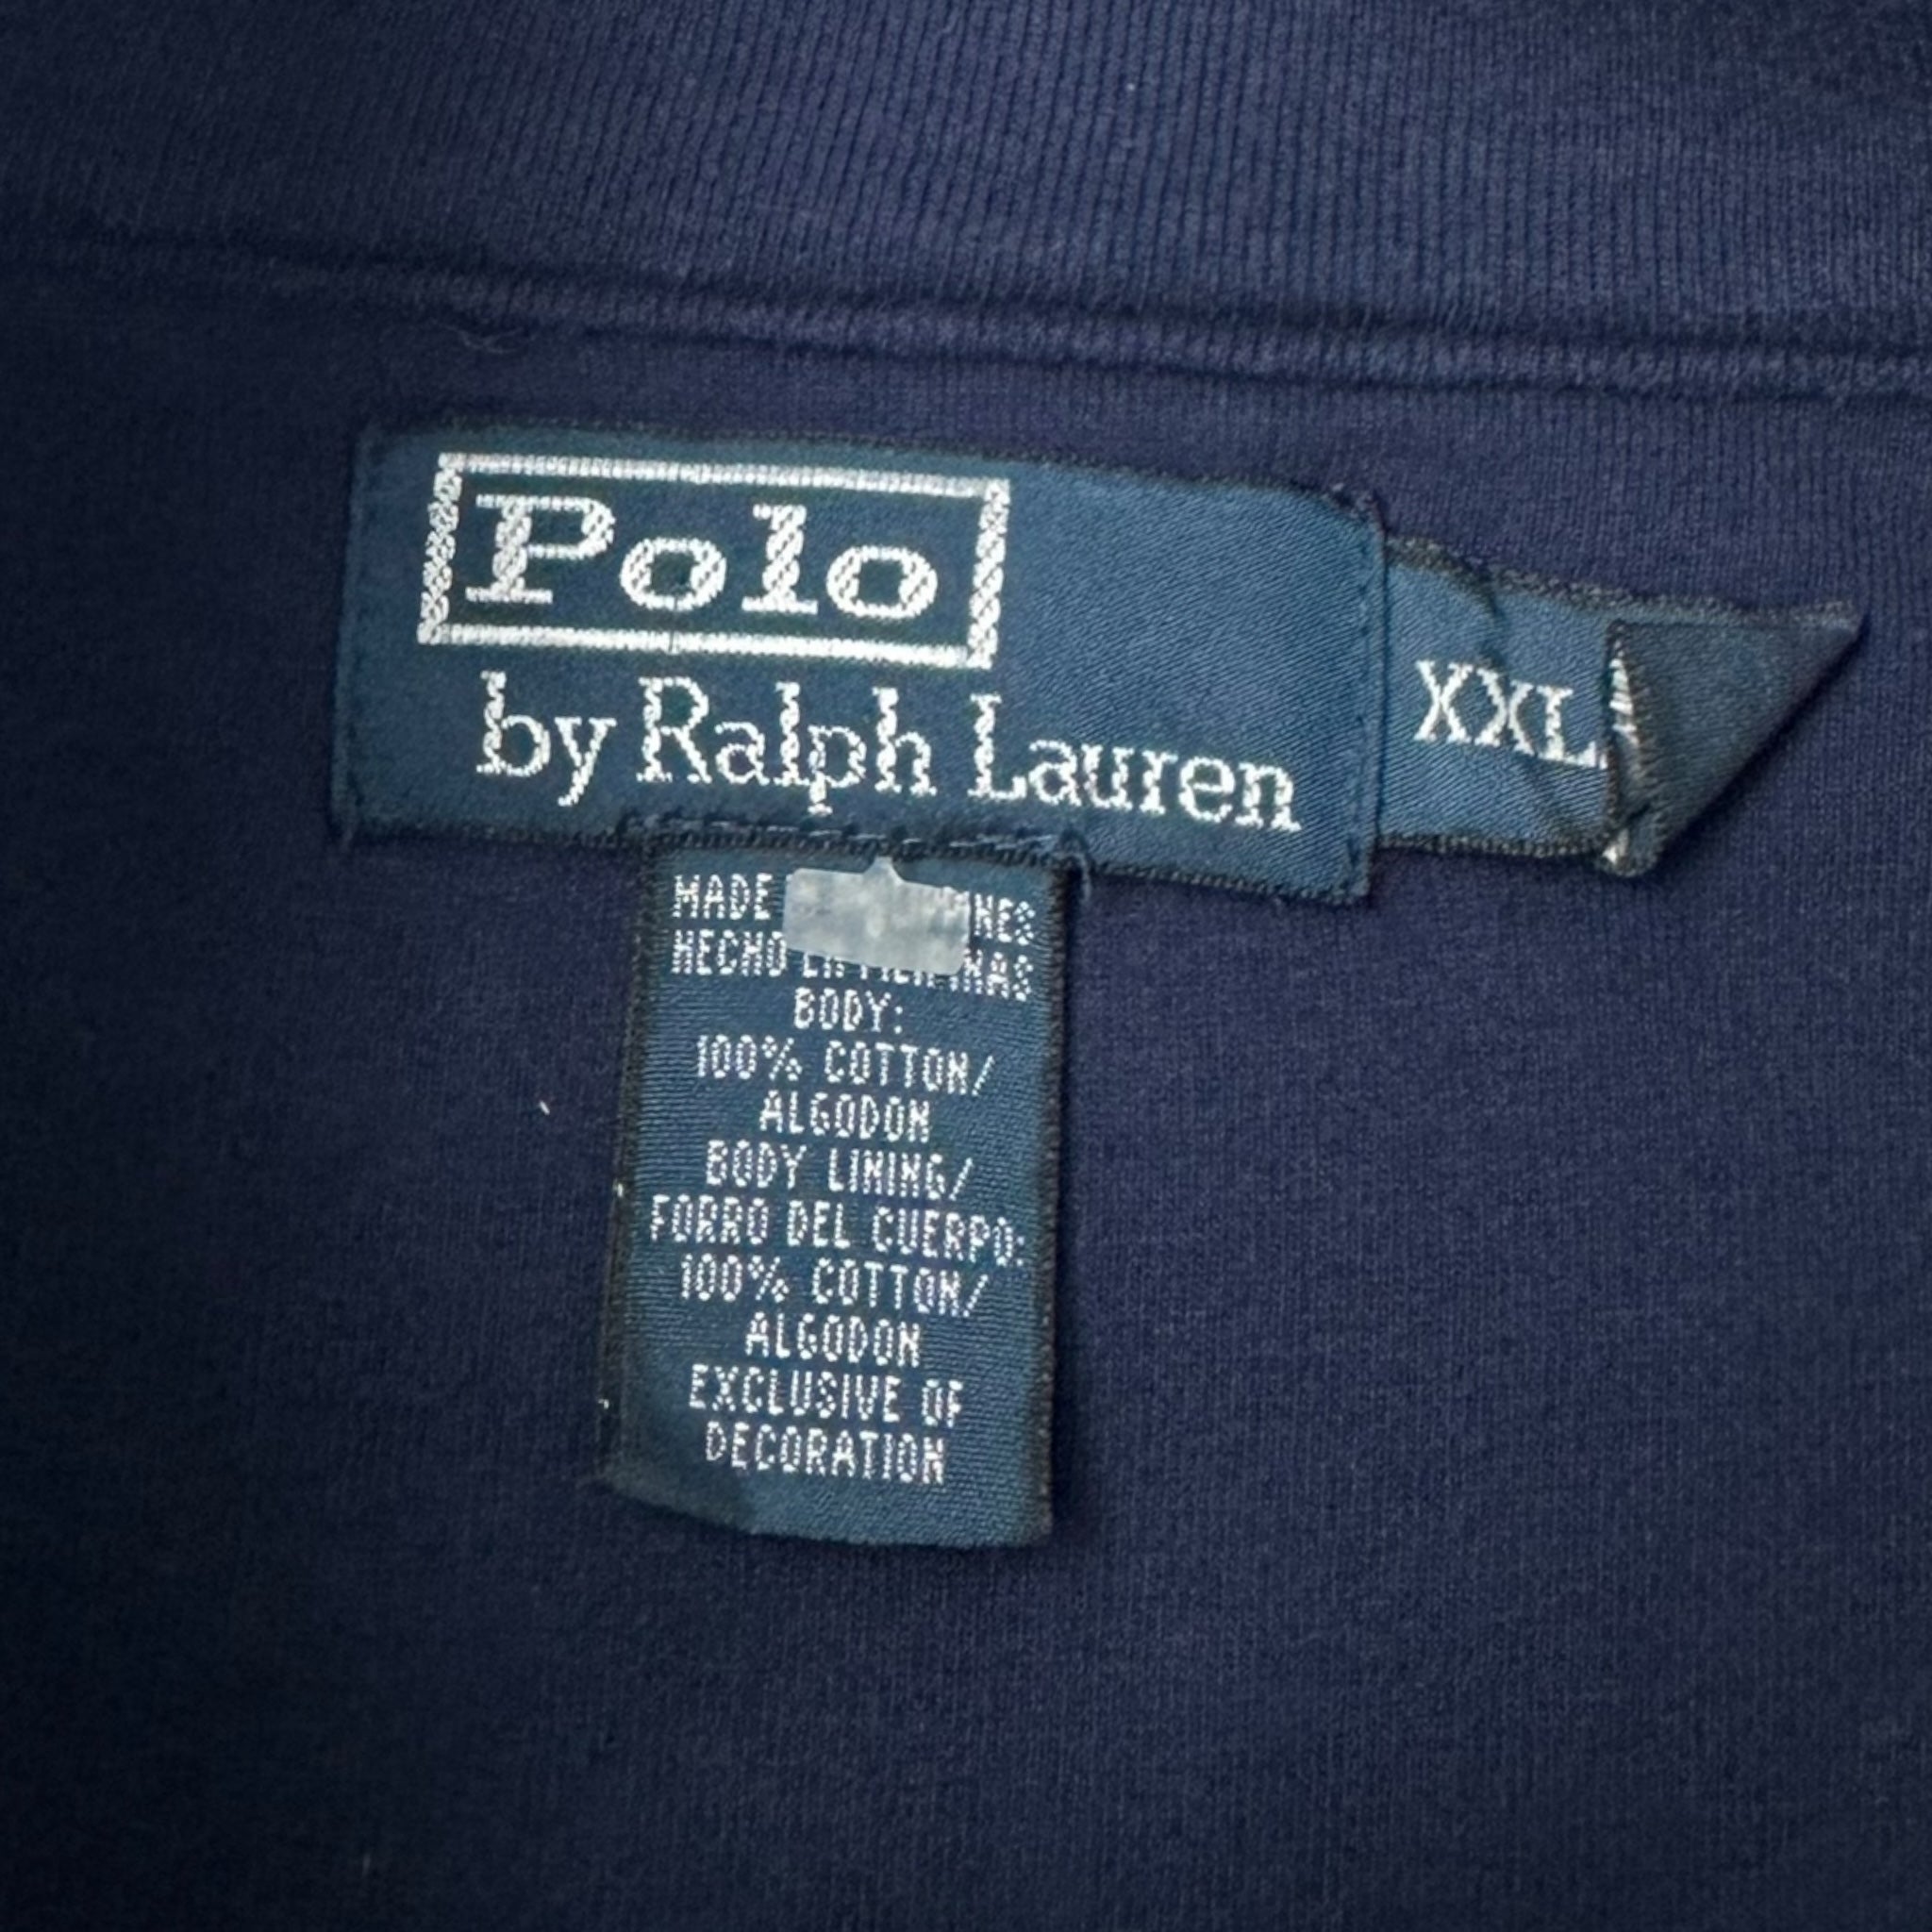 Polo
by Ralph Lauren
XXL
MADE
HECHO
BODY:
100% COTTON/
ALGODON
BODY LINING/
FORRO DEL CUERPO:
100% COTTON/
ALGODON
EXCLUSIVE OF
DECORATION